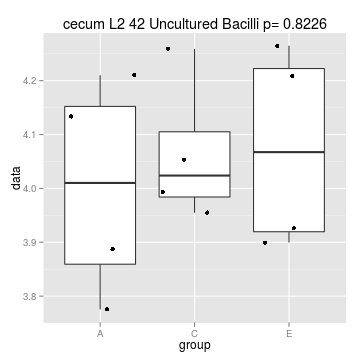 cecum L2 42 Uncultured Bacilli p= 0.8226
4.2
4.1
4.0
3.9
3.8
data
A C E
group